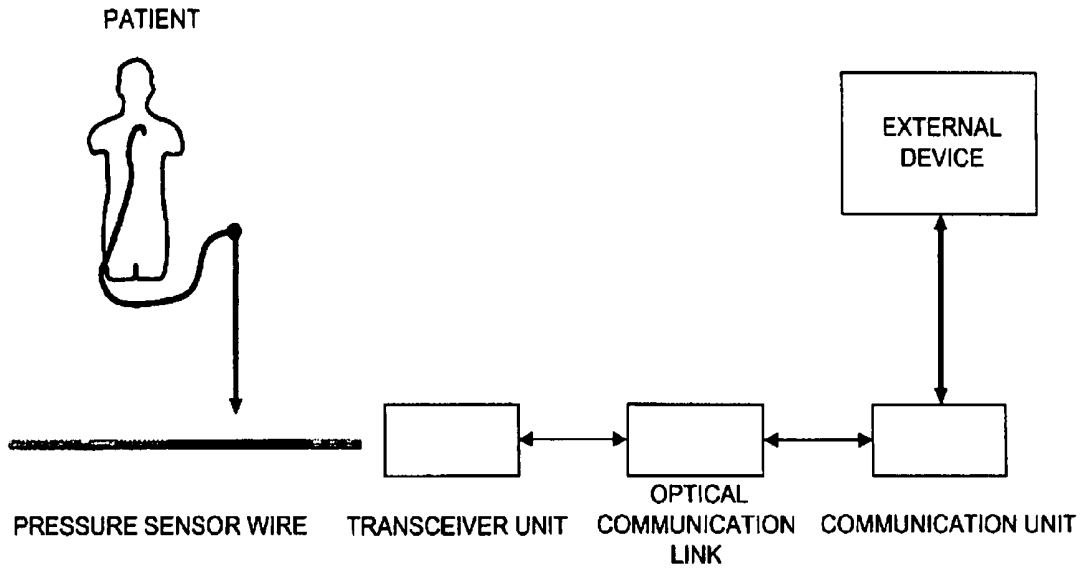 PATIENT
EXTERNAL
DEVICE
PRESSURE SENSOR WIRE
TRANSCEIVER UNIT
OPTICAL
COMMUNICATION
LINK
COMMUNICATION UNIT